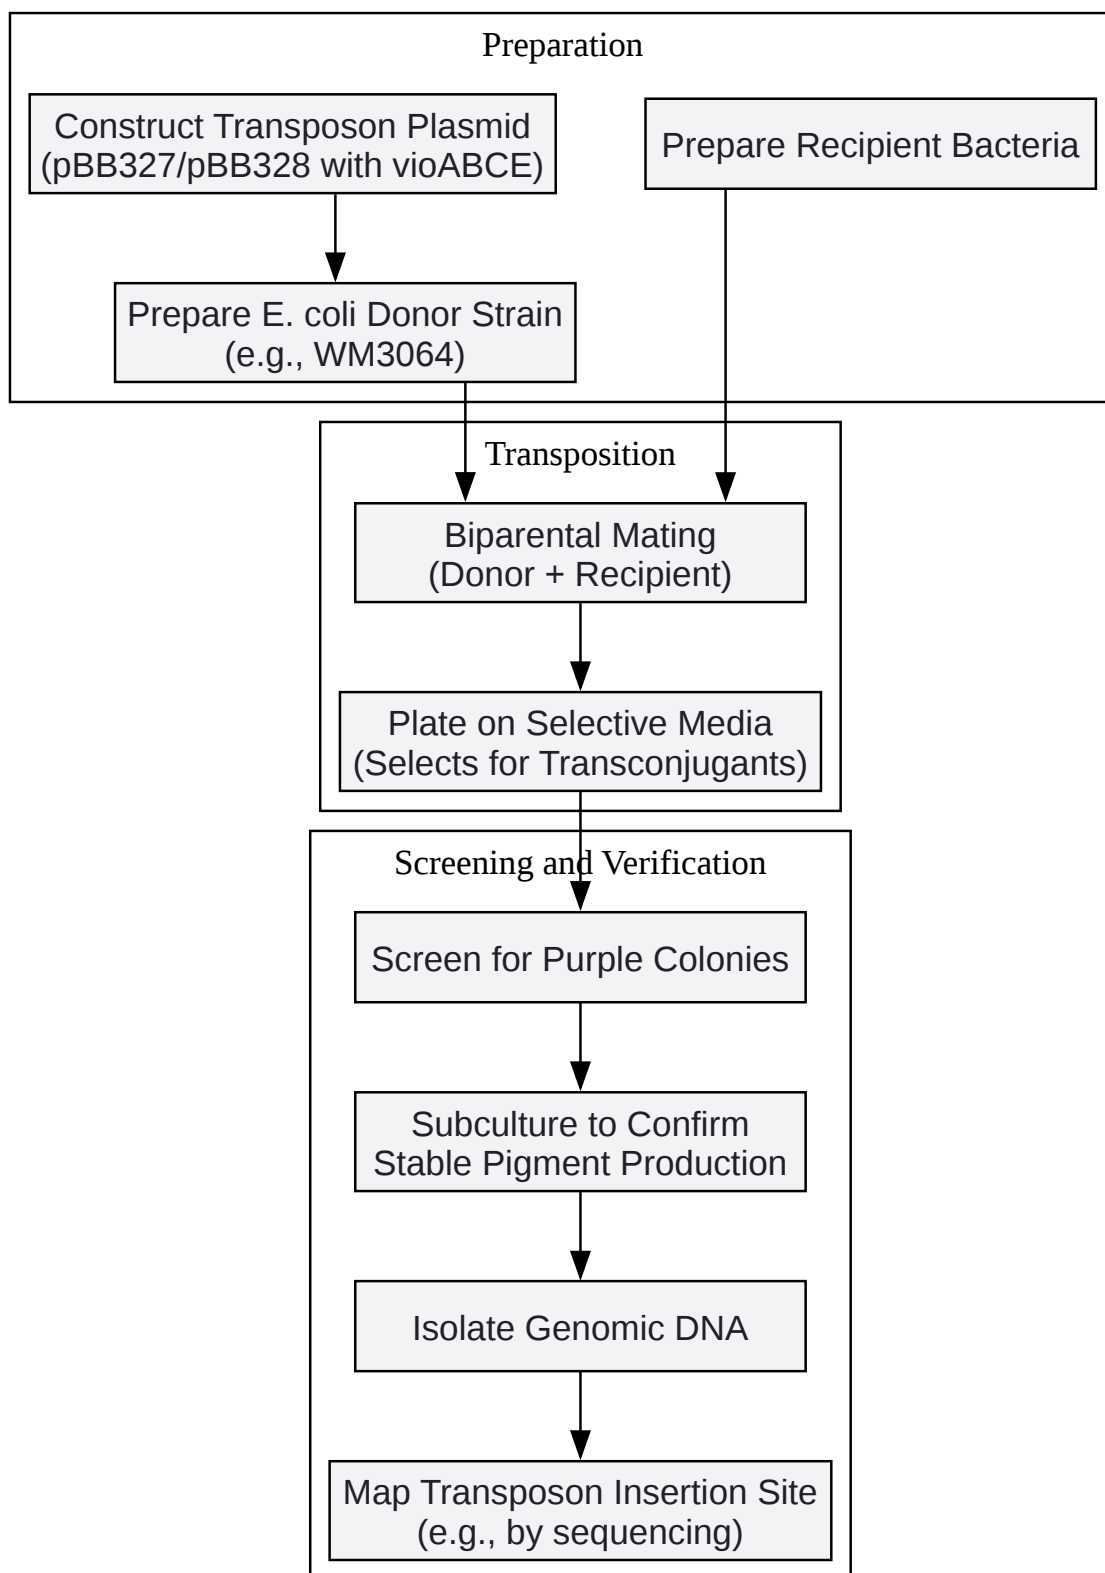 Preparation
Construct Transposon Plasmid
(pBB327/pBB328 with vioABCE)
Prepare Recipient Bacteria
Prepare E. coli Donor Strain
(e.g., WM3064)
Transposition
Biparental Mating
(Donor + Recipient)
Plate on Selective Media
(Selects for Transconjugants)
Screening and Verification
Screen for Purple Colonies
Subculture to Confirm
Stable Pigment Production
Isolate Genomic DNA
Map Transposon Insertion Site
(e.g., by sequencing)